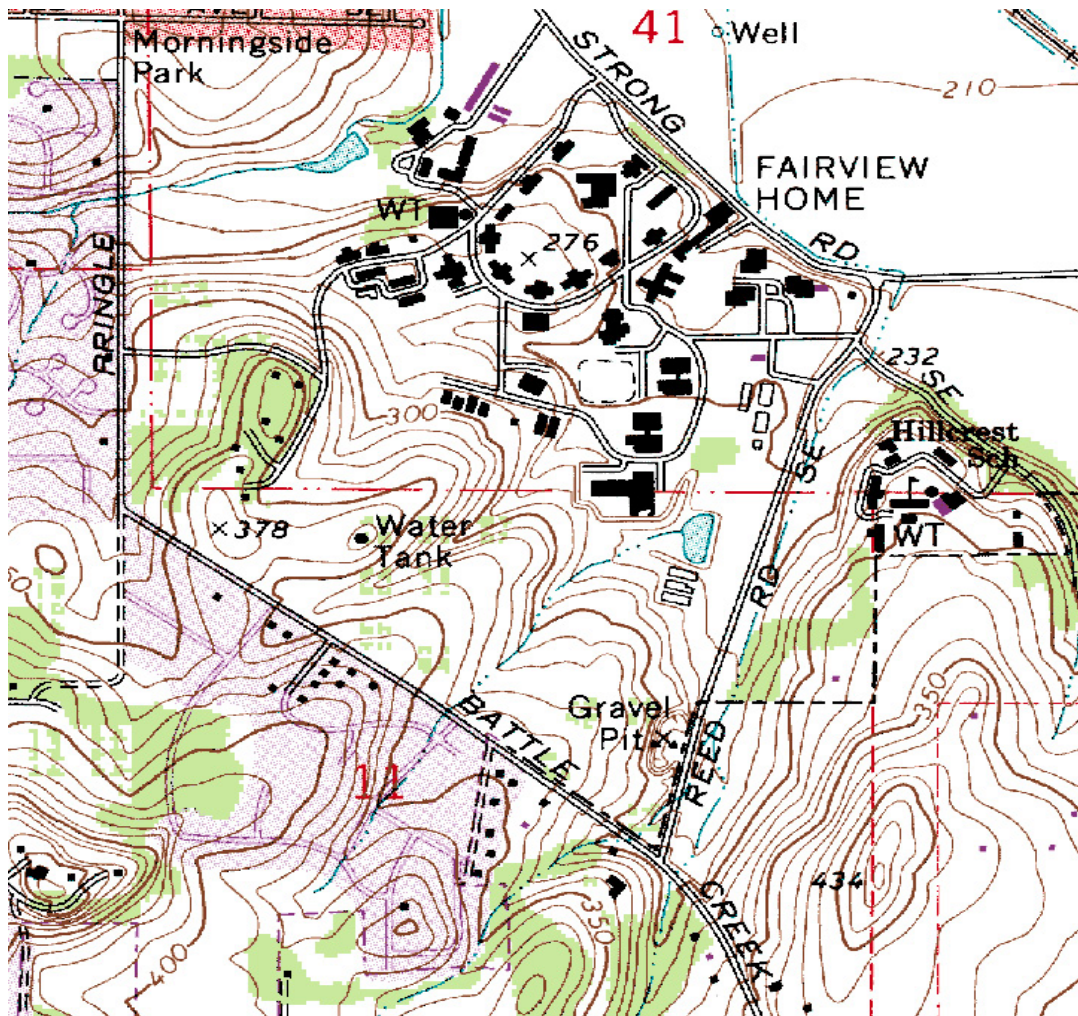 41
Well
STRONG
Morningside
Park
210
FAIRVIEW
HOME
WT
276
RD
PRINGLE
232
SE
300
Hillcrest
Sch
SE
378
Water
Tank
WT
RD
350
Gravel
Pit
BATTLE
REED
11
434
CREEK
350
400